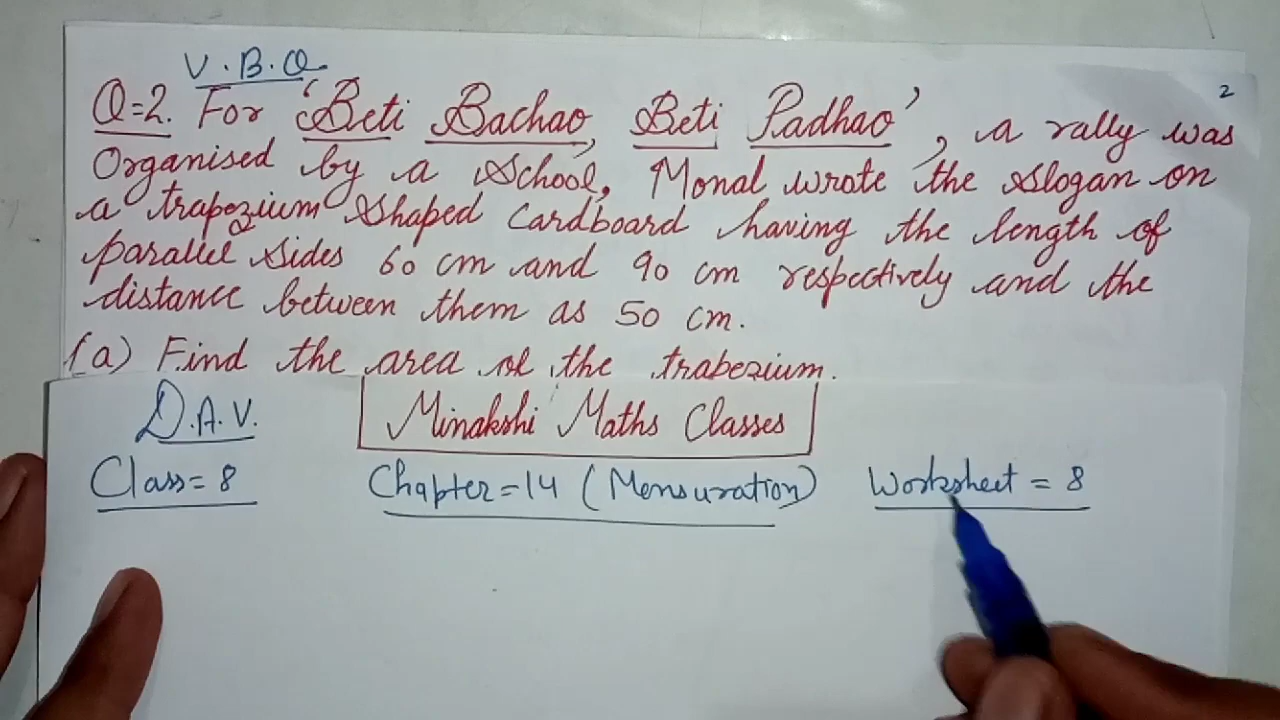 V.B.Q.
2
Q=2. For 'Beti Bachao, Beti Padhao', a rally was
Organised by a School, Monal wrote the slogan on
a trapezium shaped cardboard having the length of
parallel sides 60 cm and 90 cm respectively and the
distance between them as 50 cm.
(a) Find the area of the trapezium.
D.A.V.
Minakshi Maths Classes
Class=8 Chapter=14 (Mensuration) Worksheet=8